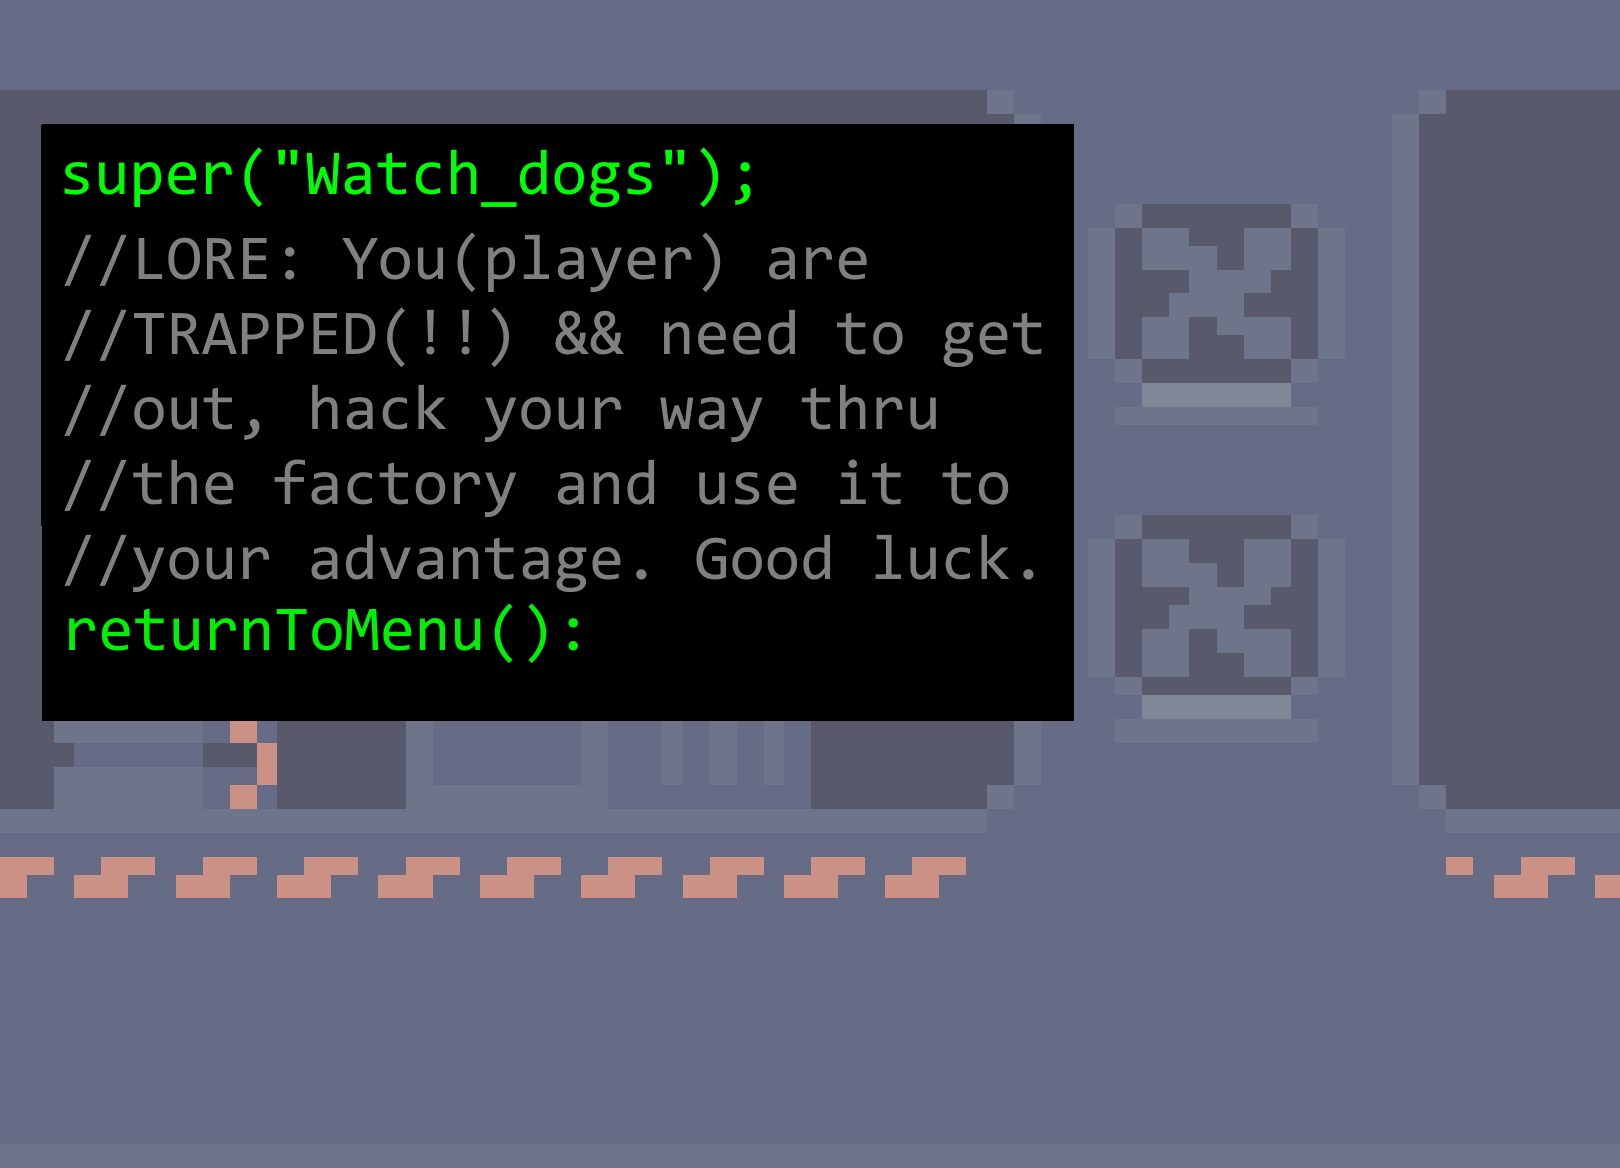 super("Watch_dogs");
//LORE: You(player) are
//TRAPPED(!!) && need to get
//out, hack your way thru
//the factory and use it to
//your advantage. Good luck.
returnToMenu():